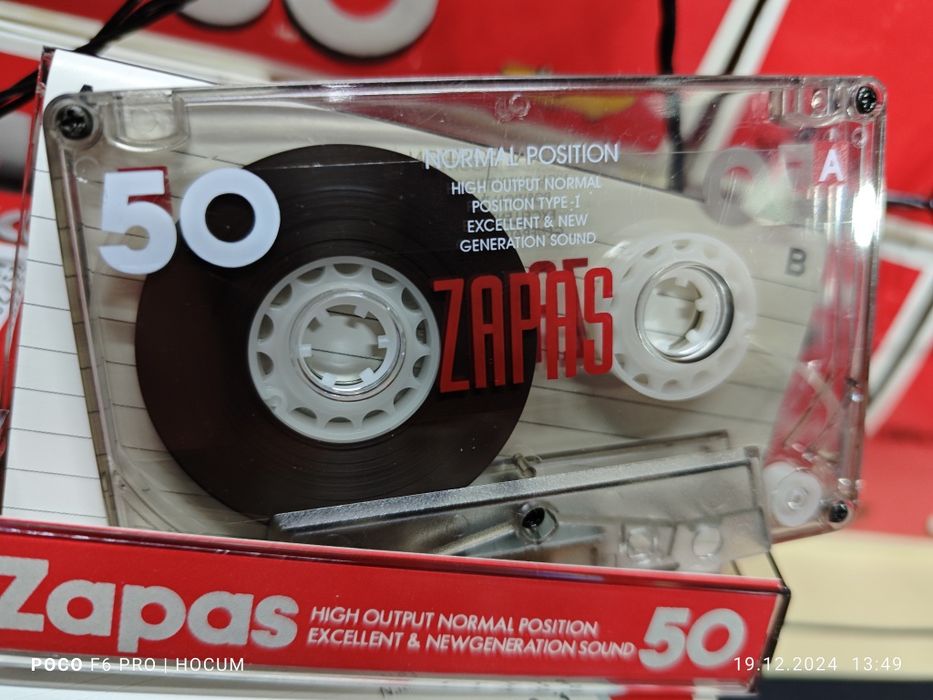 50
NORMAL POSITION
HIGH OUTPUT NORMAL
POSITION TYPE-I
EXCELLENT & NEW
GENERATION SOUND
A
B
ZAPAS
Zapas
HIGH OUTPUT NORMAL POSITION
EXCELLENT & NEWGENERATION SOUND
50
POCO F6 PRO | HOCUM
19.12.2024 13:49